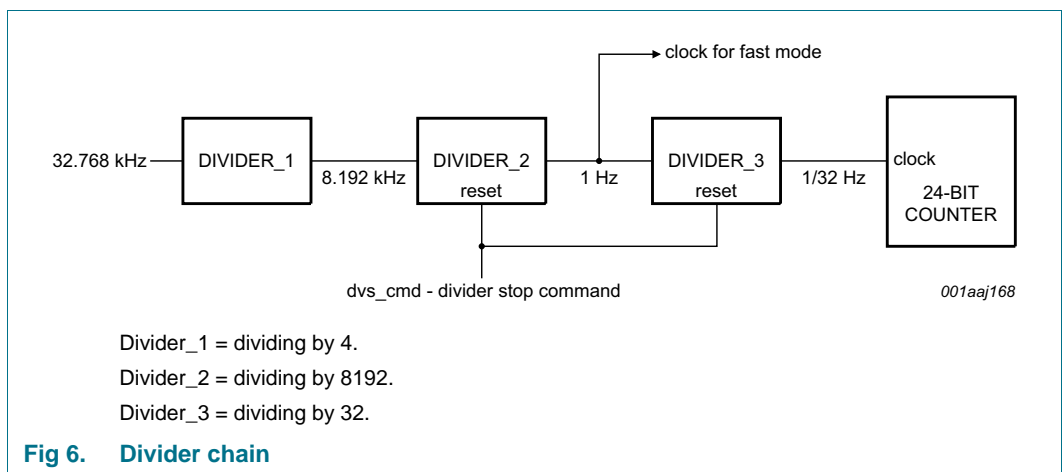 clock for fast mode
32.768 kHz
DIVIDER_1
8.192 kHz
DIVIDER_2
reset
1 Hz
DIVIDER_3
reset
1/32 Hz
clock
24-BIT
COUNTER
dvs_cmd - divider stop command
001aaj168
Divider_1 = dividing by 4.
Divider_2 = dividing by 8192.
Divider_3 = dividing by 32.
Fig 6. Divider chain